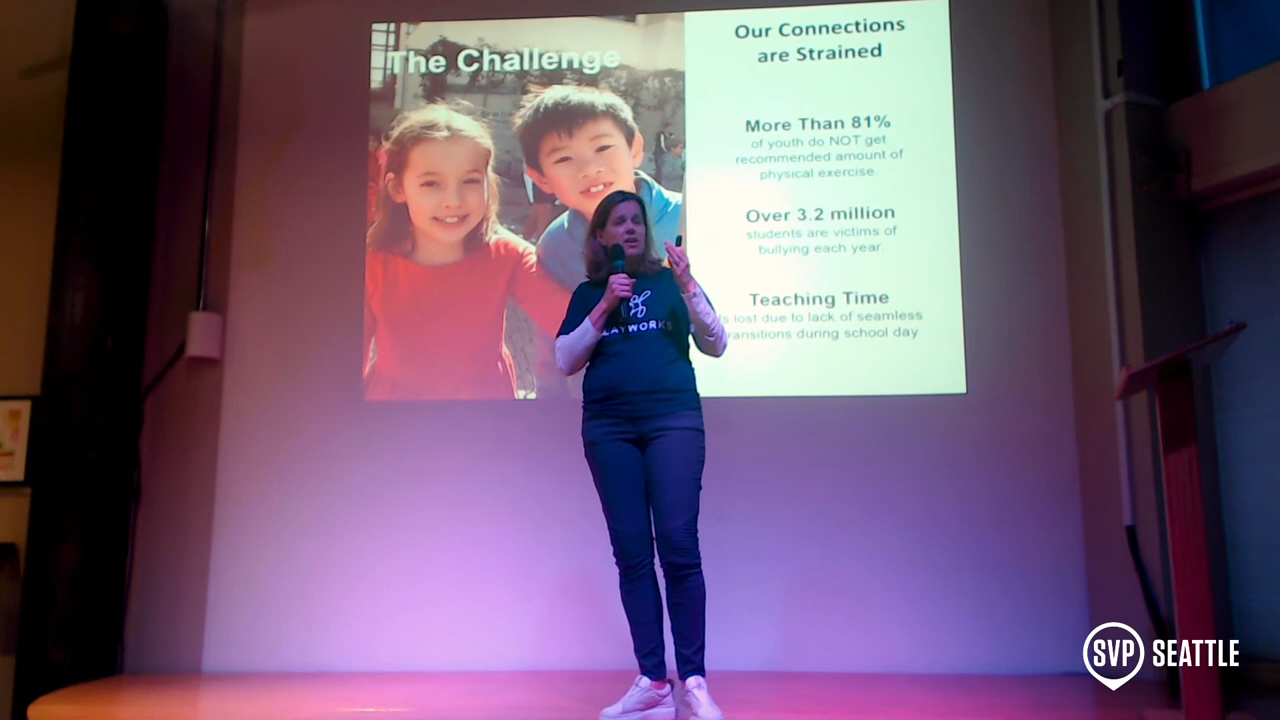 The Challenge
Our Connections
are Strained
More Than 81%
of youth do NOT get
recommended amount of
physical exercise.
Over 3.2 million
students are victims of
bullying each year.
Teaching Time
lost due to lack of seamless
transitions during school day
PLAYWORKS
SVP SEATTLE